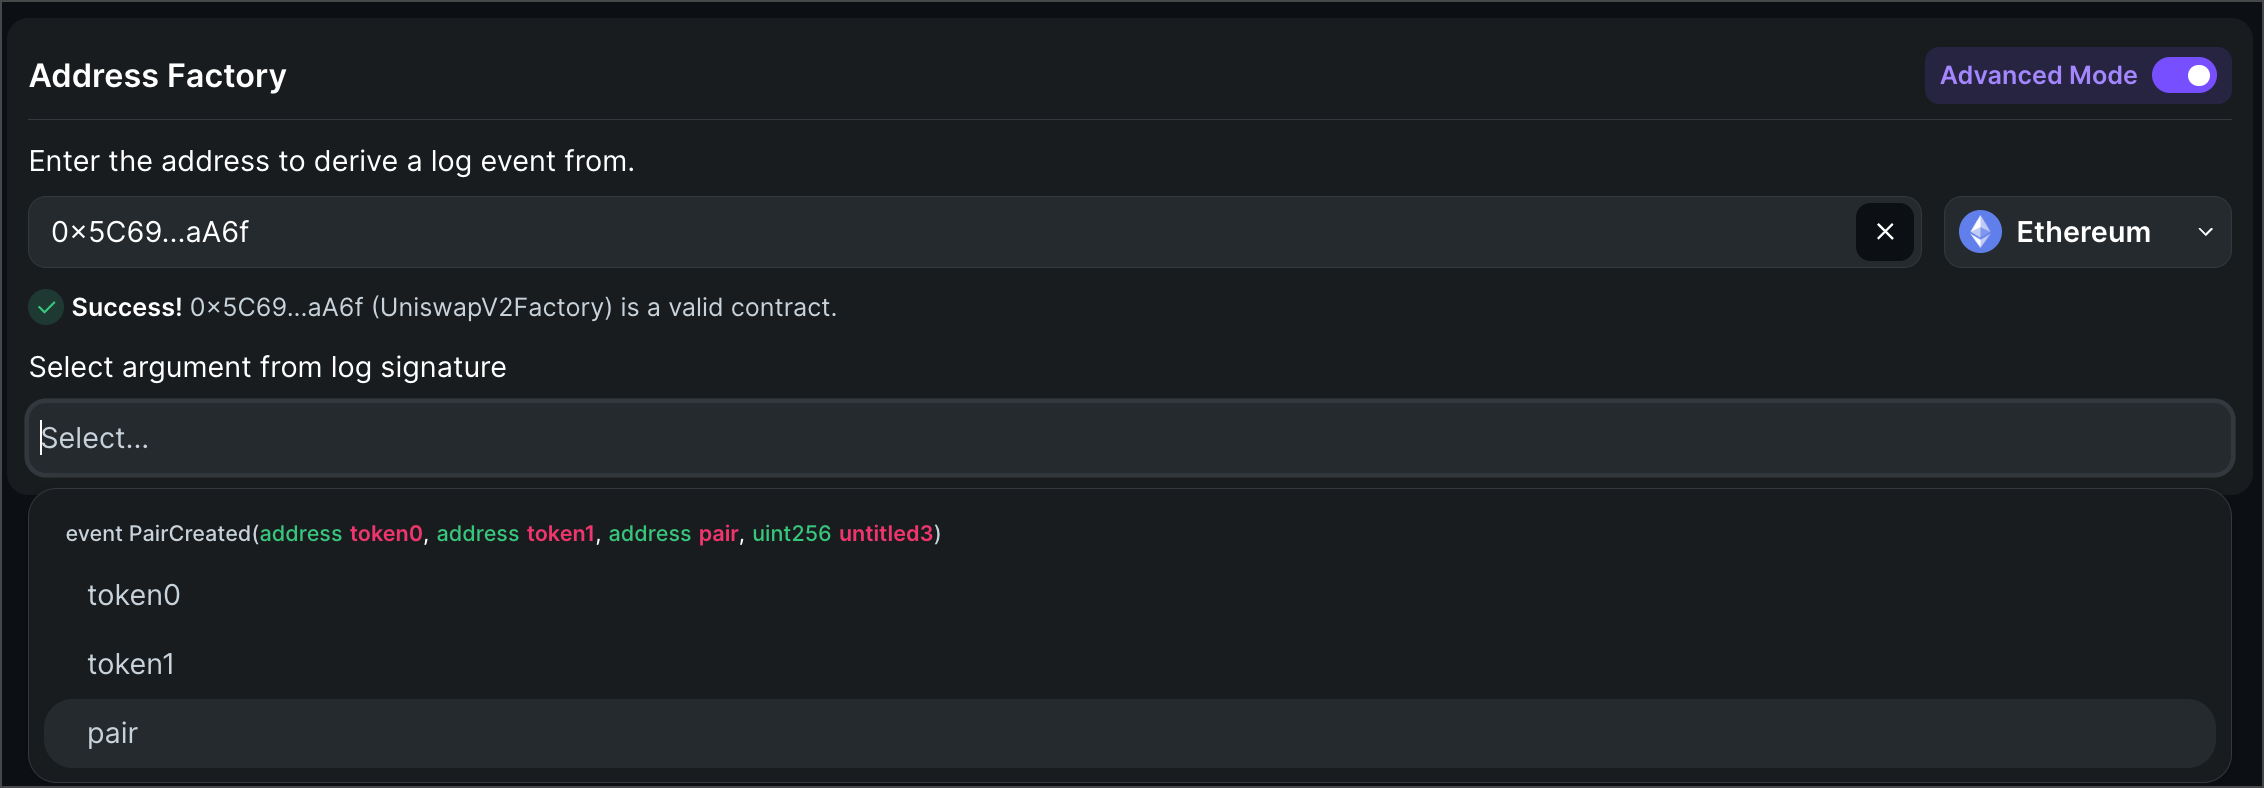 Address Factory
Advanced Mode
Enter the address to derive a log event from.
0×5C69...aA6f
Ethereum
Success! 0×5C69...aA6f (UniswapV2Factory) is a valid contract.
Select argument from log signature
Select...
event PairCreated(address token0, address token1, address pair, uint256 untitled3)
token0
token1
pair